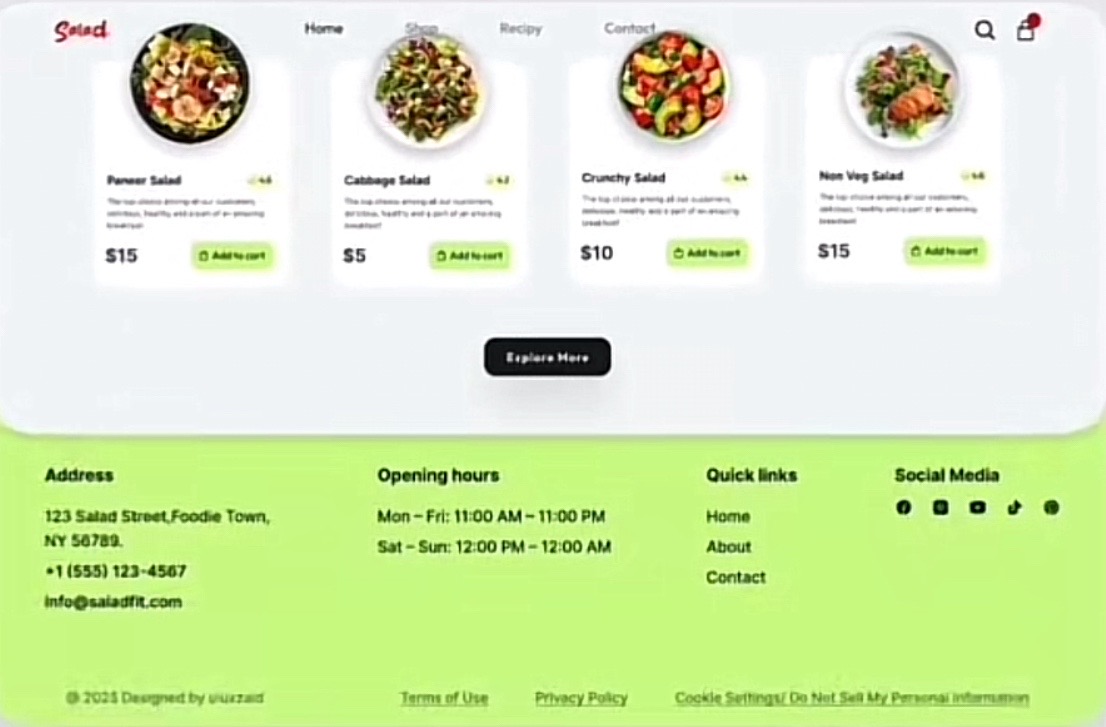 Salad
Home Shop Recipy Contact
Paneer Salad 4.6
The top choice among all our customers,
delicious, healthy and a part of an amazing
breakfast!
$15 Add to cart
Cabbage Salad
The top choice among all our customers,
delicious, healthy and a part of an amazing
breakfast!
$5 Add to cart
Crunchy Salad 4.4
The top choice among all our customers,
delicious, healthy and a part of an amazing
breakfast!
$10 Add to cart
Non Veg Salad
The top choice among all our customers,
delicious, healthy and a part of an amazing
breakfast!
$15 Add to cart
Explore More
Address
123 Salad Street,Foodie Town,
NY 56789.
+1 (555) 123-4567
info@saladfit.com
Opening hours
Mon – Fri: 11:00 AM – 11:00 PM
Sat – Sun: 12:00 PM – 12:00 AM
Quick links
Home
About
Contact
Social Media
@ 2025 Designed by uiuxzaid
Terms of Use Privacy Policy Cookie Settings/ Do Not Sell My Personal Information